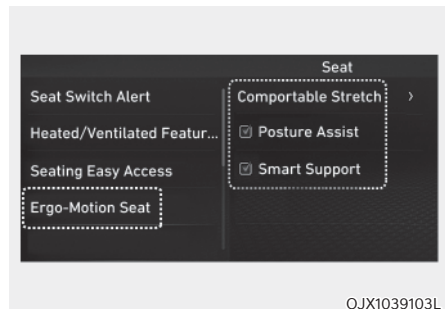 Seat
Seat Switch Alert
Heated/Ventilated Featur...
Seating Easy Access
Ergo-Motion Seat
Comportable Stretch >
Posture Assist
Smart Support
OJX1039103L